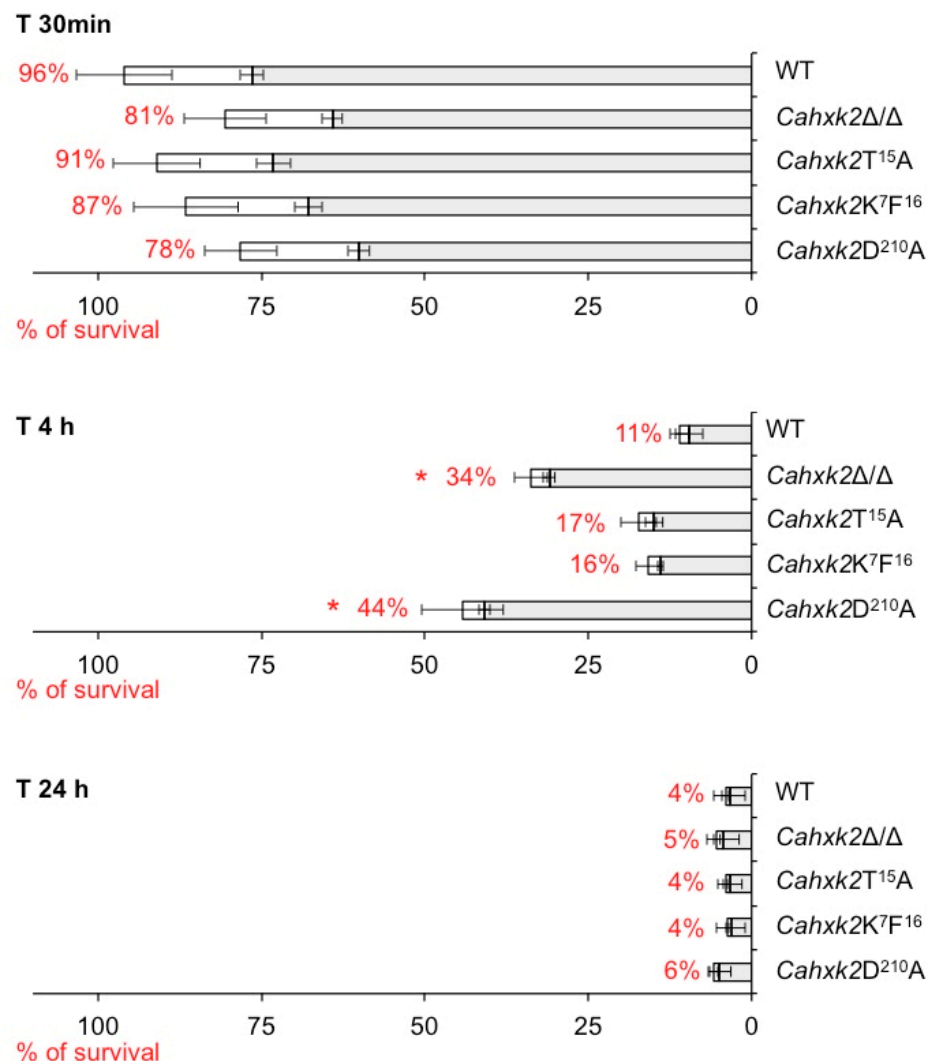 T 30min
96% WT
81% Cahxk2Δ/Δ
91% Cahxk2T¹⁵A
87% Cahxk2K⁷F¹⁶
78% Cahxk2D²¹⁰A
100 75 50 25 0
% of survival
T 4 h
11% WT
* 34% Cahxk2Δ/Δ
17% Cahxk2T¹⁵A
16% Cahxk2K⁷F¹⁶
* 44% Cahxk2D²¹⁰A
100 75 50 25 0
% of survival
T 24 h
4% WT
5% Cahxk2Δ/Δ
4% Cahxk2T¹⁵A
4% Cahxk2K⁷F¹⁶
6% Cahxk2D²¹⁰A
100 75 50 25 0
% of survival